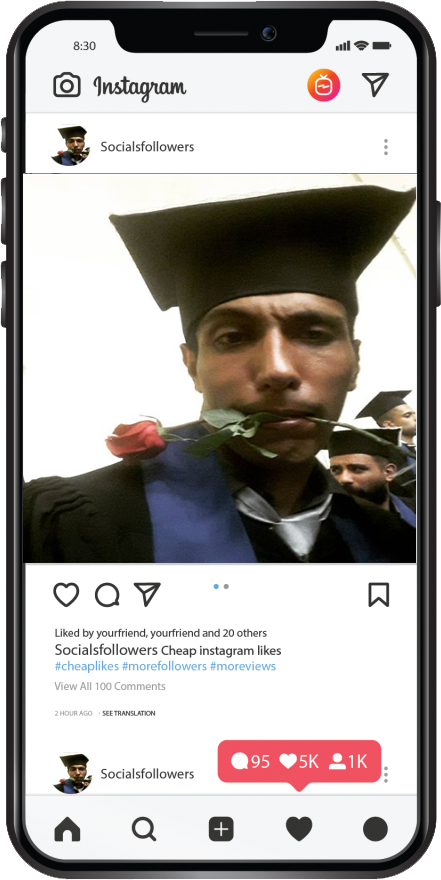 8:30
Instagram
Socialsfollowers
Liked by yourfriend, yourfriend and 20 others
Socialsfollowers Cheap instagram likes
#cheaplikes #morefollowers #moreviews
View All 100 Comments
2 HOUR AGO · SEE TRANSLATION
Socialsfollowers
95 5K 1K